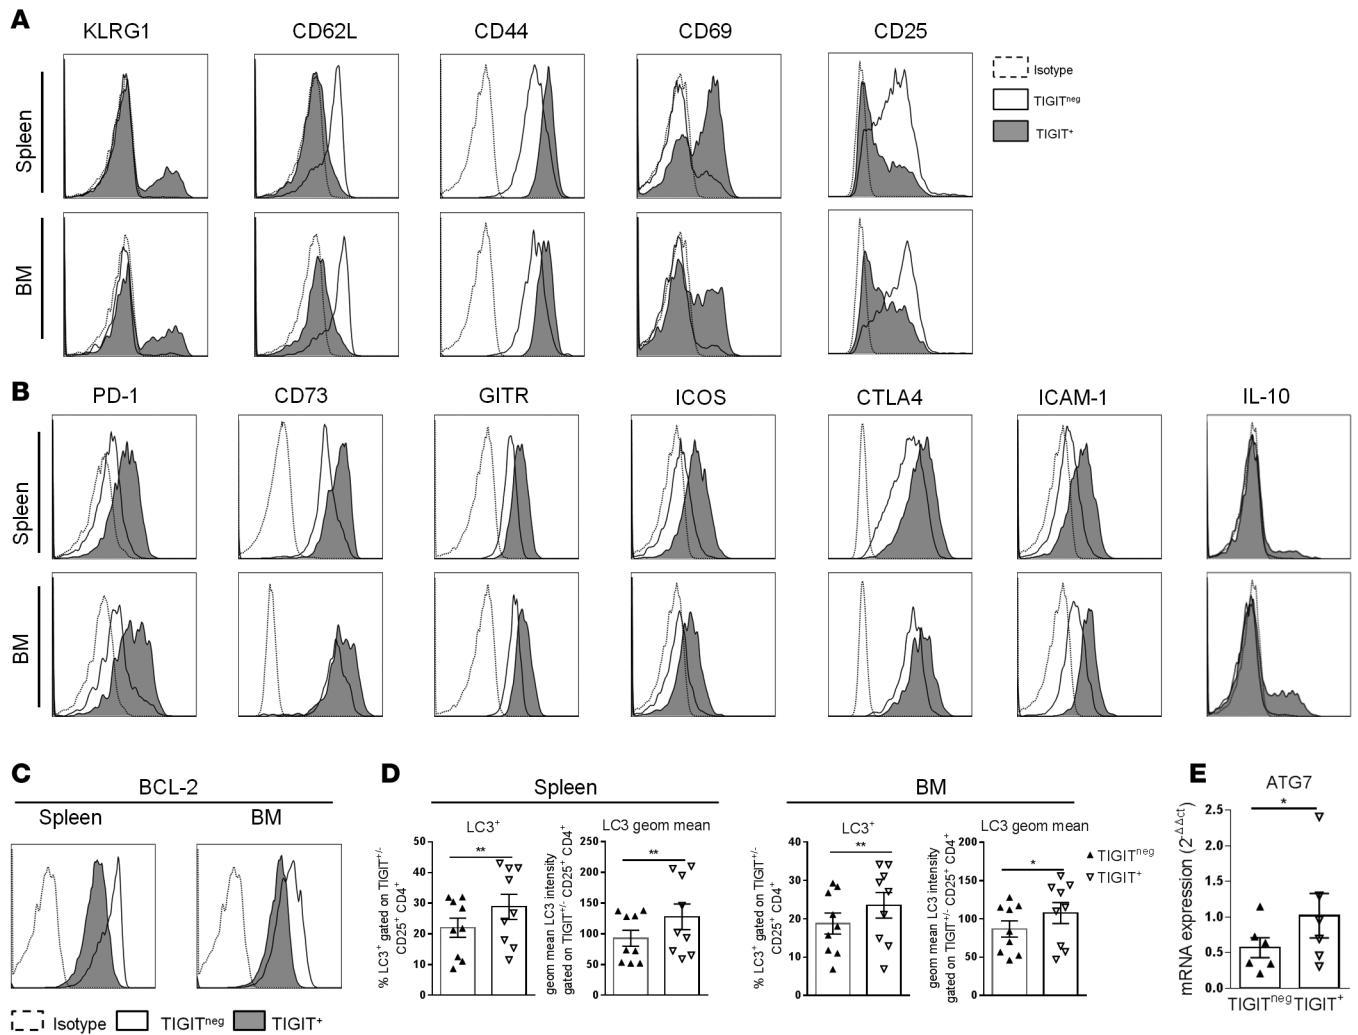 A
KLRG1 CD62L CD44 CD69 CD25
Isotype
TIGITneg
TIGIT+
Spleen
BM
B
PD-1 CD73 GITR ICOS CTLA4 ICAM-1 IL-10
Spleen
BM
C
BCL-2
Spleen BM
Isotype TIGITneg TIGIT+
D
Spleen
LC3+
**
% LC3+ gated on TIGIT+/-
CD25+ CD4+
50
40
30
20
10
0
LC3 geom mean
**
geom mean LC3 intensity
gated on TIGIT+/- CD25+ CD4+
250
200
150
100
50
0
BM
LC3+
**
% LC3+ gated on TIGIT+/-
CD25+ CD4+
40
30
20
10
0
LC3 geom mean
*
geom mean LC3 intensity
gated on TIGIT+/- CD25+ CD4+
200
150
100
50
0
▲ TIGITneg
▽ TIGIT+
E
ATG7
*
mRNA expression (2-ΔΔct)
2.5
2.0
1.5
1.0
0.5
0.0
TIGITneg TIGIT+